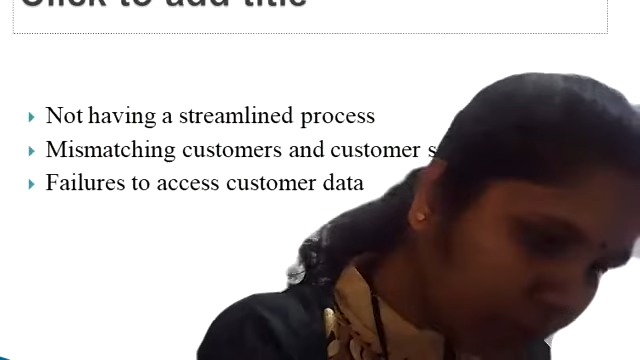 Click to add title
Not having a streamlined process
Mismatching customers and customer
Failures to access customer data